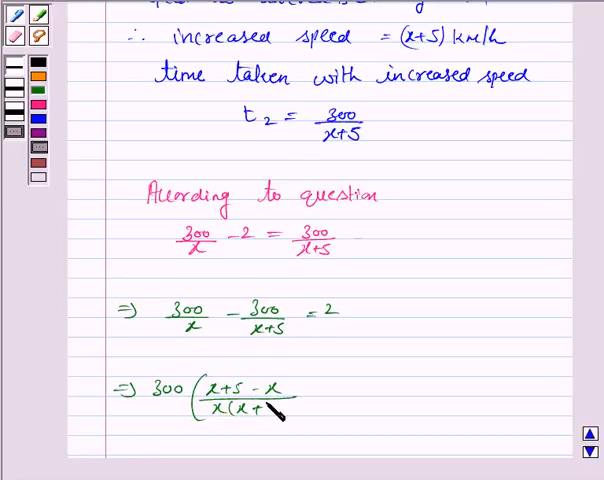 ∴ increased speed = (x+5) km/h
time taken with increased speed
t₂ = 300/(x+5)
According to question
300/x - 2 = 300/(x+5)
⇒ 300/x - 300/(x+5) = 2
⇒ 300 ( (x+5-x)/(x(x+